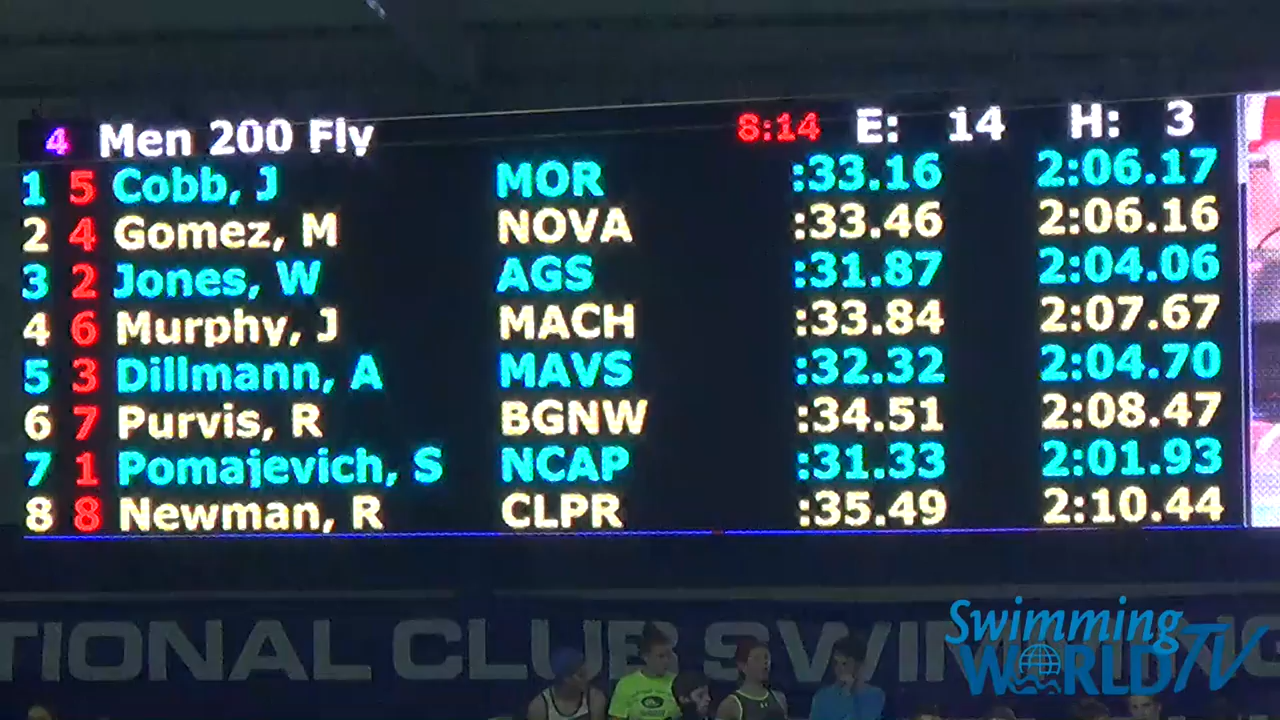 4 Men 200 Fly 8:14 E: 14 H: 3
1 5 Cobb, J MOR :33.16 2:06.17
2 4 Gomez, M NOVA :33.46 2:06.16
3 2 Jones, W AGS :31.87 2:04.06
4 6 Murphy, J MACH :33.84 2:07.67
5 3 Dillmann, A MAVS :32.32 2:04.70
6 7 Purvis, R BGNW :34.51 2:08.47
7 1 Pomajevich, S NCAP :31.33 2:01.93
8 8 Newman, R CLPR :35.49 2:10.44
TIONAL CLUB SWIM
Swimming
WORLD TV